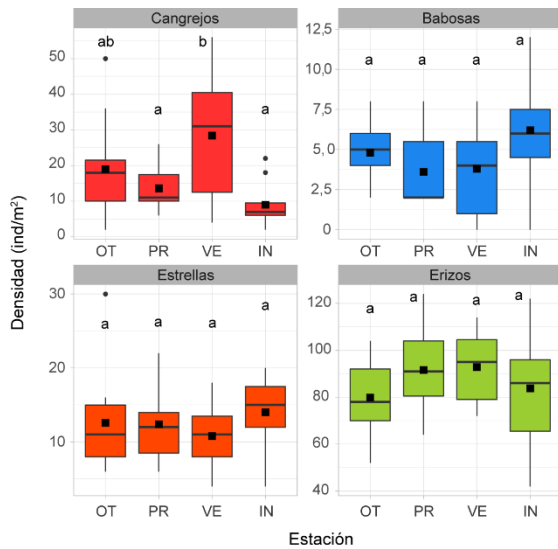 Cangrejos
Babosas
50
40
30
20
10
0
ab
a
b
a
12,5
10,0
7,5
5,0
2,5
0,0
a
a
a
a
OT PR VE IN
OT PR VE IN
Estrellas
Erizos
30
20
10
a
a
a
a
120
100
80
60
40
a
a
a
a
OT PR VE IN
OT PR VE IN
Densidad (ind/m²)
Estación